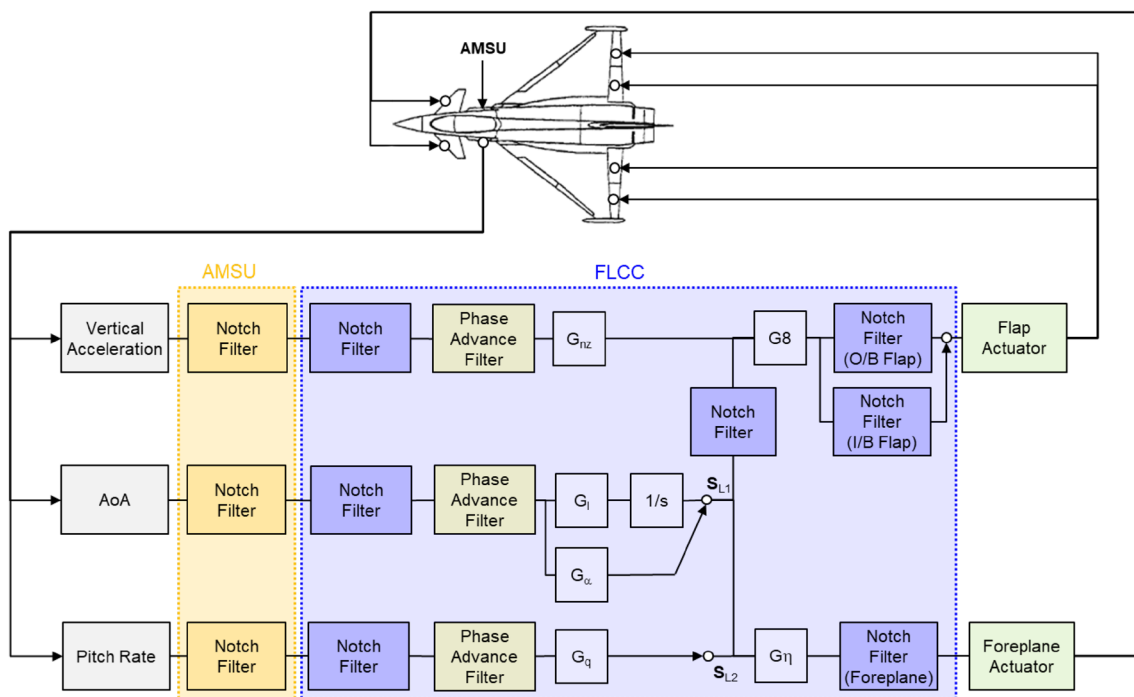 AMSU
AMSU
FLCC
Vertical
Acceleration
Notch
Filter
Notch
Filter
Phase
Advance
Filter
Gnz
G8
Notch
Filter
(O/B Flap)
Flap
Actuator
Notch
Filter
Notch
Filter
(I/B Flap)
AoA
Notch
Filter
Notch
Filter
Phase
Advance
Filter
GI
1/s
SL1
Gα
Pitch Rate
Notch
Filter
Notch
Filter
Phase
Advance
Filter
Gq
SL2
Gη
Notch
Filter
(Foreplane)
Foreplane
Actuator